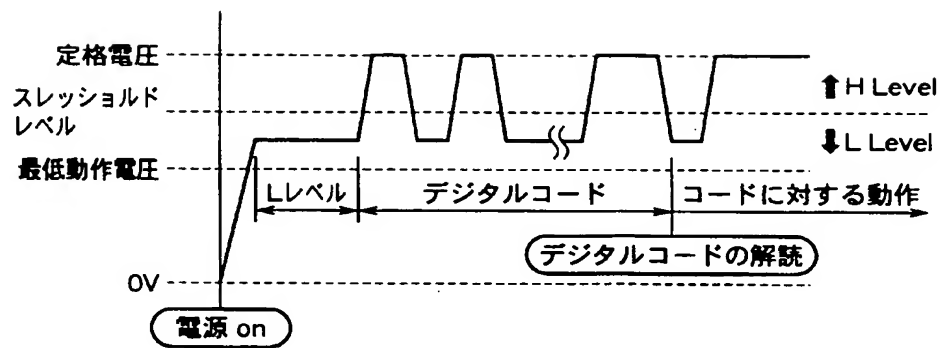 定格電圧
スレッショルド
レベル
↑H Level
↓L Level
最低動作電圧
Lレベル
デジタルコード
コードに対する動作
デジタルコードの解読
0V
電源 on